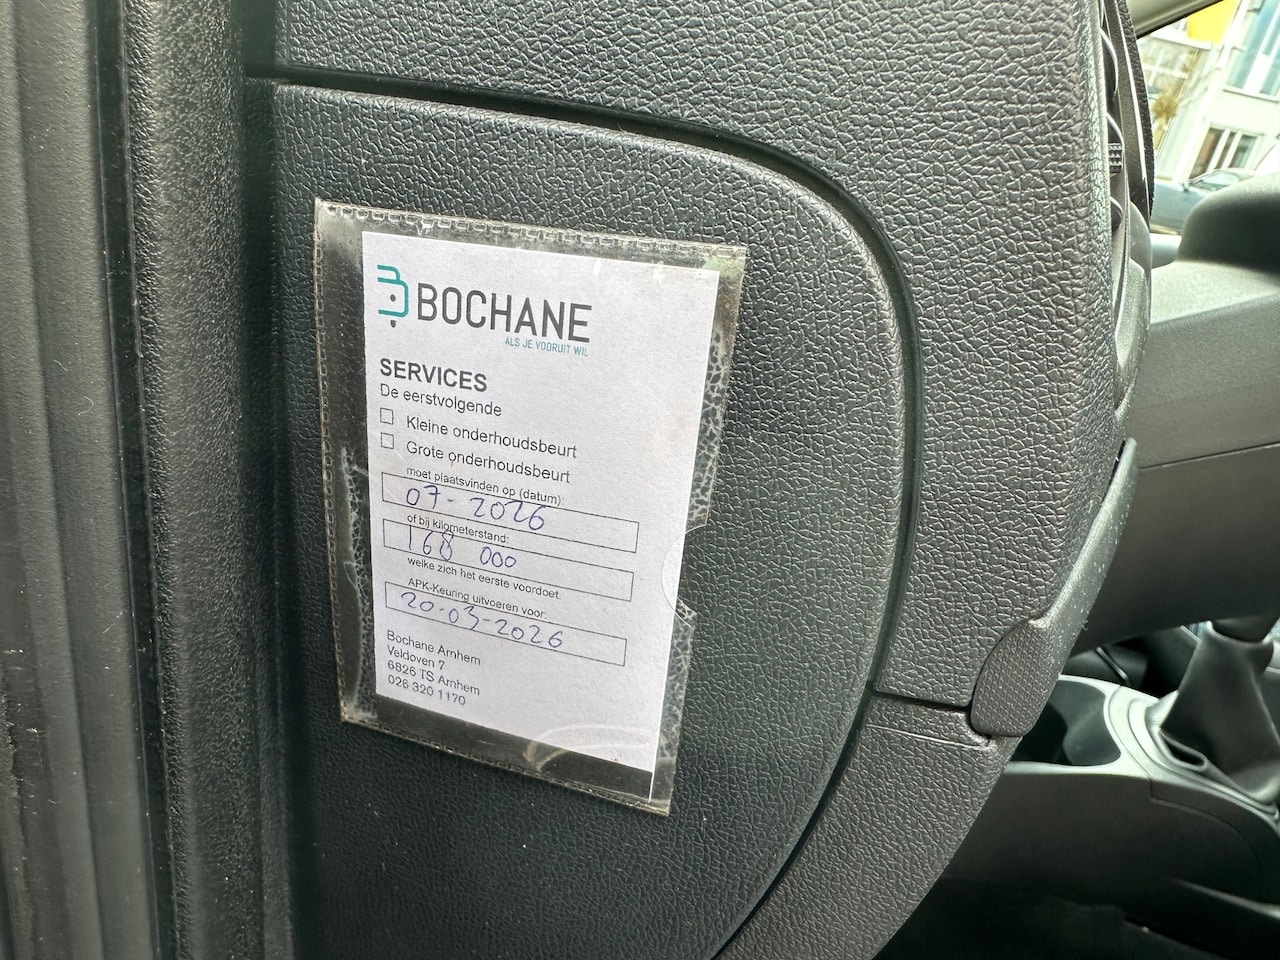 BOCHANE
ALS JE VOORUIT WIL
SERVICES
De eerstvolgende
Kleine onderhoudsbeurt
Grote onderhoudsbeurt
moet plaatsvinden op (datum):
07-2026
of bij kilometerstand:
168 000
welke zich het eerste voordoet.
APK-Keuring uitvoeren voor:
20-03-2026
Bochane Arnhem
Veldoven 7
6826 TS Arnhem
026 320 1170